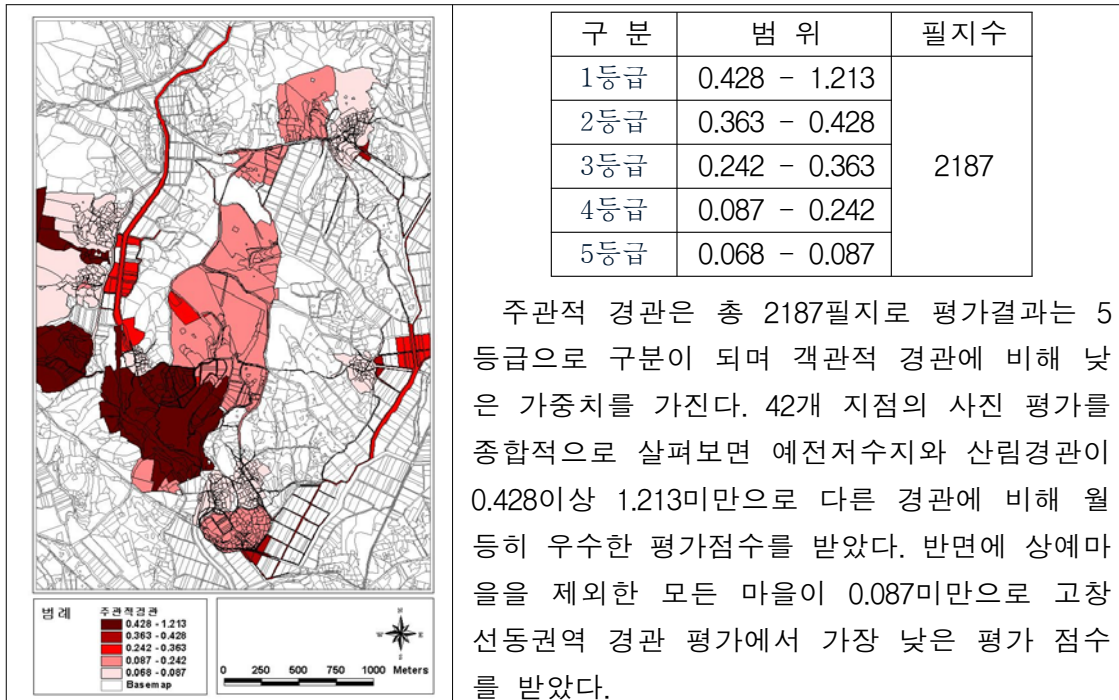 범 례
주관적경관
0.428 - 1.213
0.363 - 0.428
0.242 - 0.363
0.087 - 0.242
0.068 - 0.087
Basemap
N
W E
S
0 250 500 750 1000 Meters
구 분 범 위 필지수
1등급 0.428 - 1.213
2등급 0.363 - 0.428
3등급 0.242 - 0.363 2187
4등급 0.087 - 0.242
5등급 0.068 - 0.087
주관적 경관은 총 2187필지로 평가결과는 5
등급으로 구분이 되며 객관적 경관에 비해 낮
은 가중치를 가진다. 42개 지점의 사진 평가를
종합적으로 살펴보면 예전저수지와 산림경관이
0.428이상 1.213미만으로 다른 경관에 비해 월
등히 우수한 평가점수를 받았다. 반면에 상예마
을을 제외한 모든 마을이 0.087미만으로 고창
선동권역 경관 평가에서 가장 낮은 평가 점수
를 받았다.